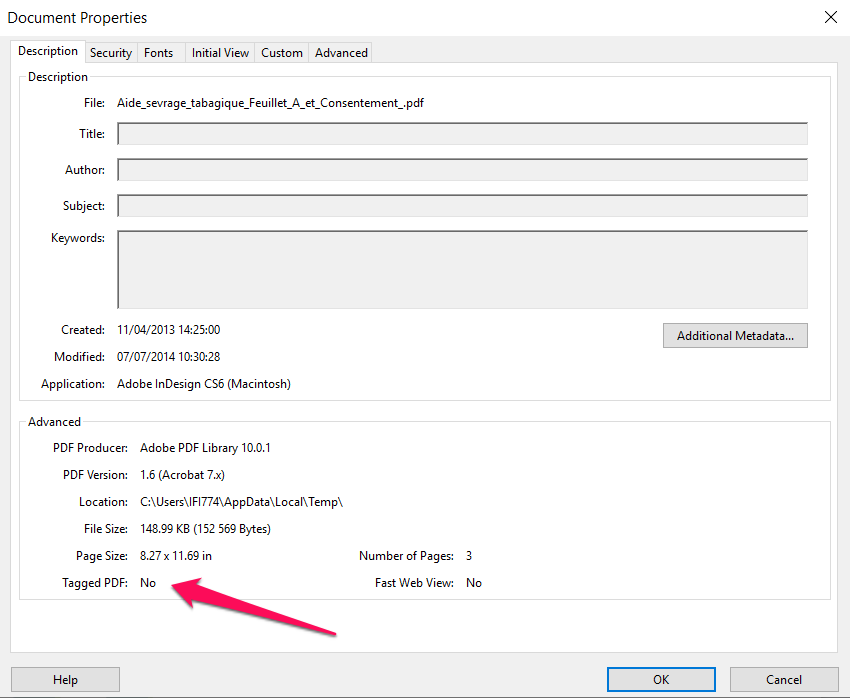 Document Properties
Description Security Fonts Initial View Custom Advanced
Description
File: Aide_sevrage_tabagique_Feuillet_A_et_Consentement_.pdf
Title:
Author:
Subject:
Keywords:
Created: 11/04/2013 14:25:00
Additional Metadata...
Modified: 07/07/2014 10:30:28
Application: Adobe InDesign CS6 (Macintosh)
Advanced
PDF Producer: Adobe PDF Library 10.0.1
PDF Version: 1.6 (Acrobat 7.x)
Location: C:\Users\IFI774\AppData\Local\Temp\
File Size: 148.99 KB (152 569 Bytes)
Page Size: 8.27 x 11.69 in Number of Pages: 3
Tagged PDF: No Fast Web View: No
Help OK Cancel